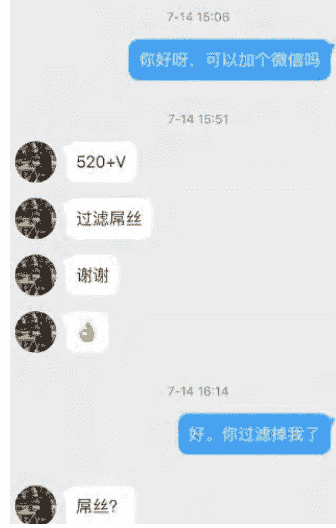 7-14 15:06
你好呀，可以加个微信吗
7-14 15:51
520+V
过滤屌丝
谢谢
7-14 16:14
好。你过滤掉我了
屌丝?